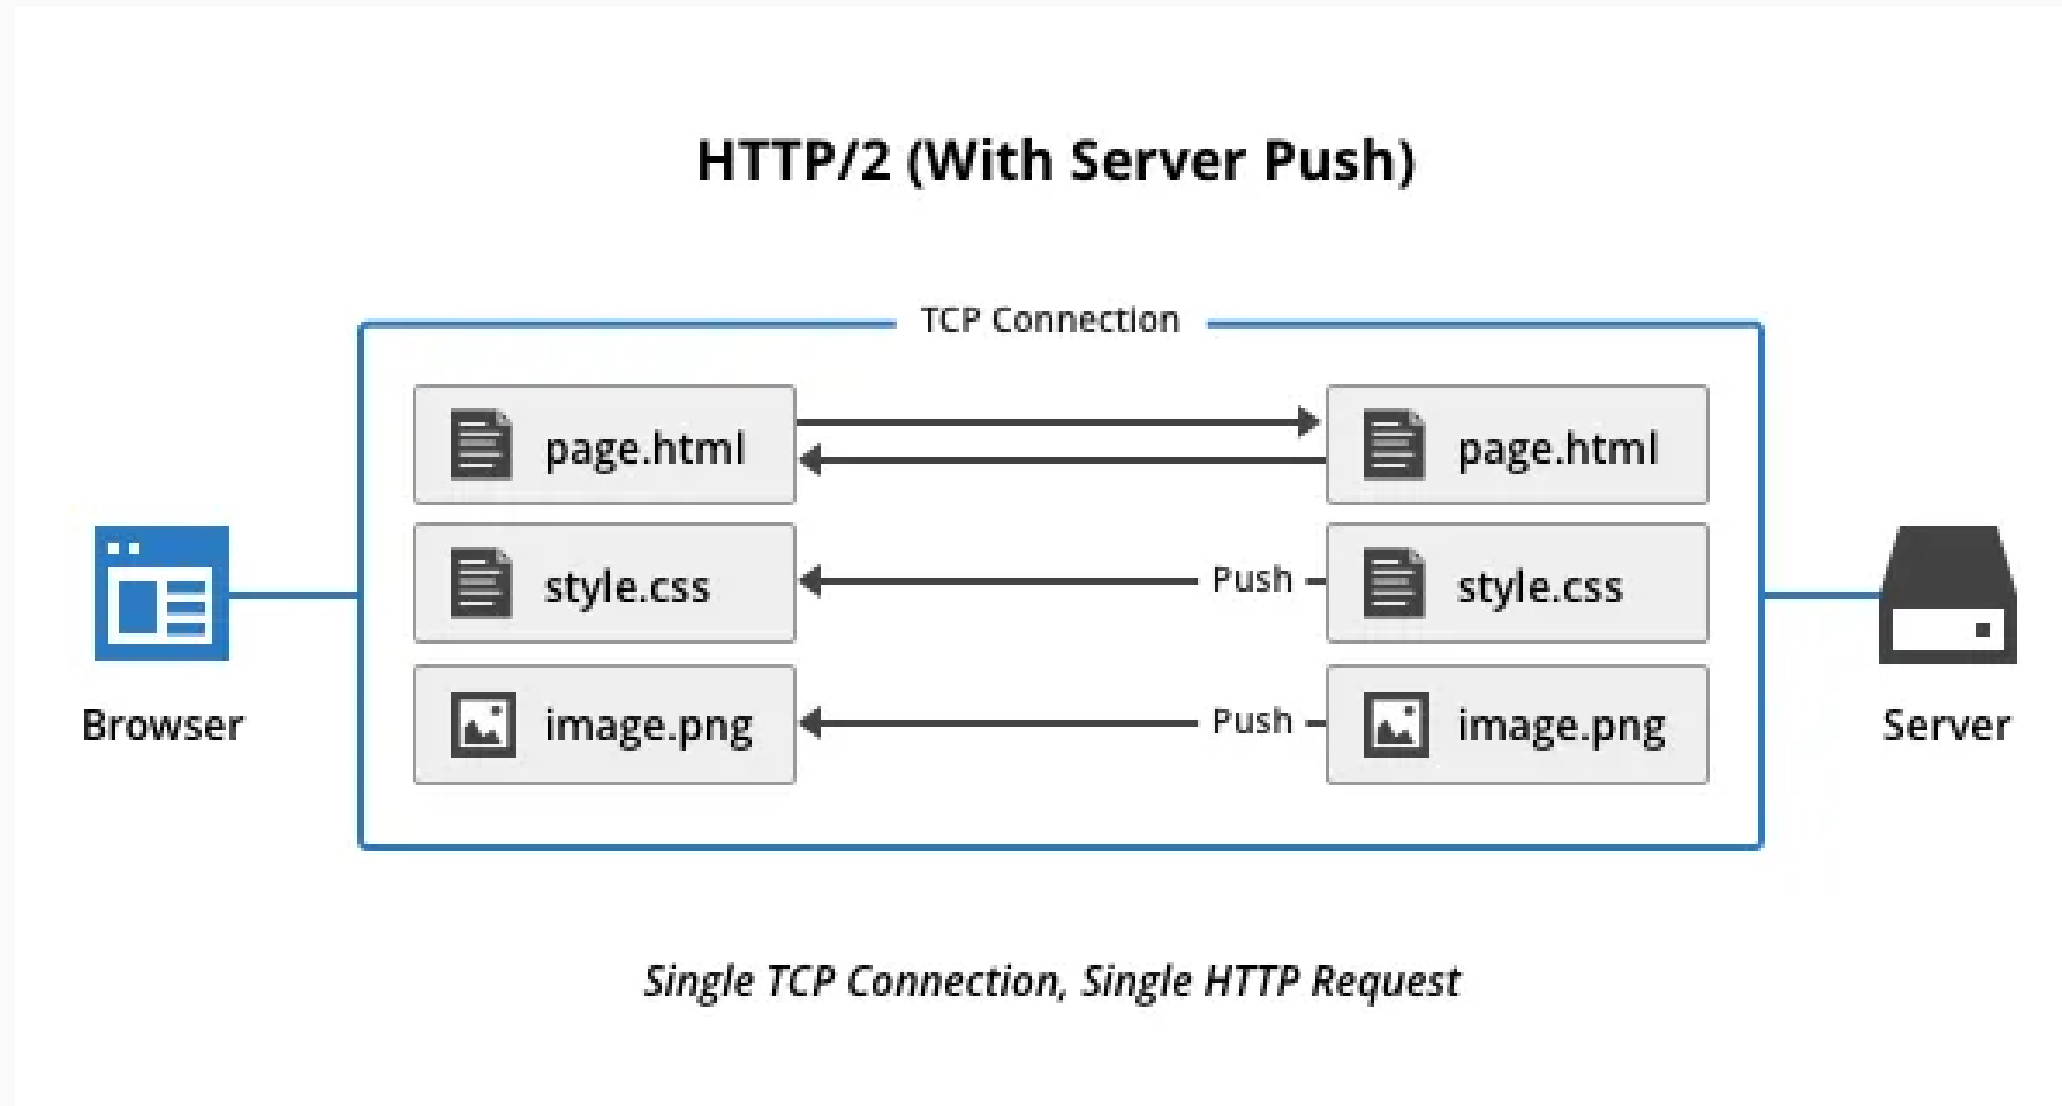 HTTP/2 (With Server Push)
TCP Connection
page.html
page.html
style.css
Push
style.css
image.png
Push
image.png
Browser
Server
Single TCP Connection, Single HTTP Request